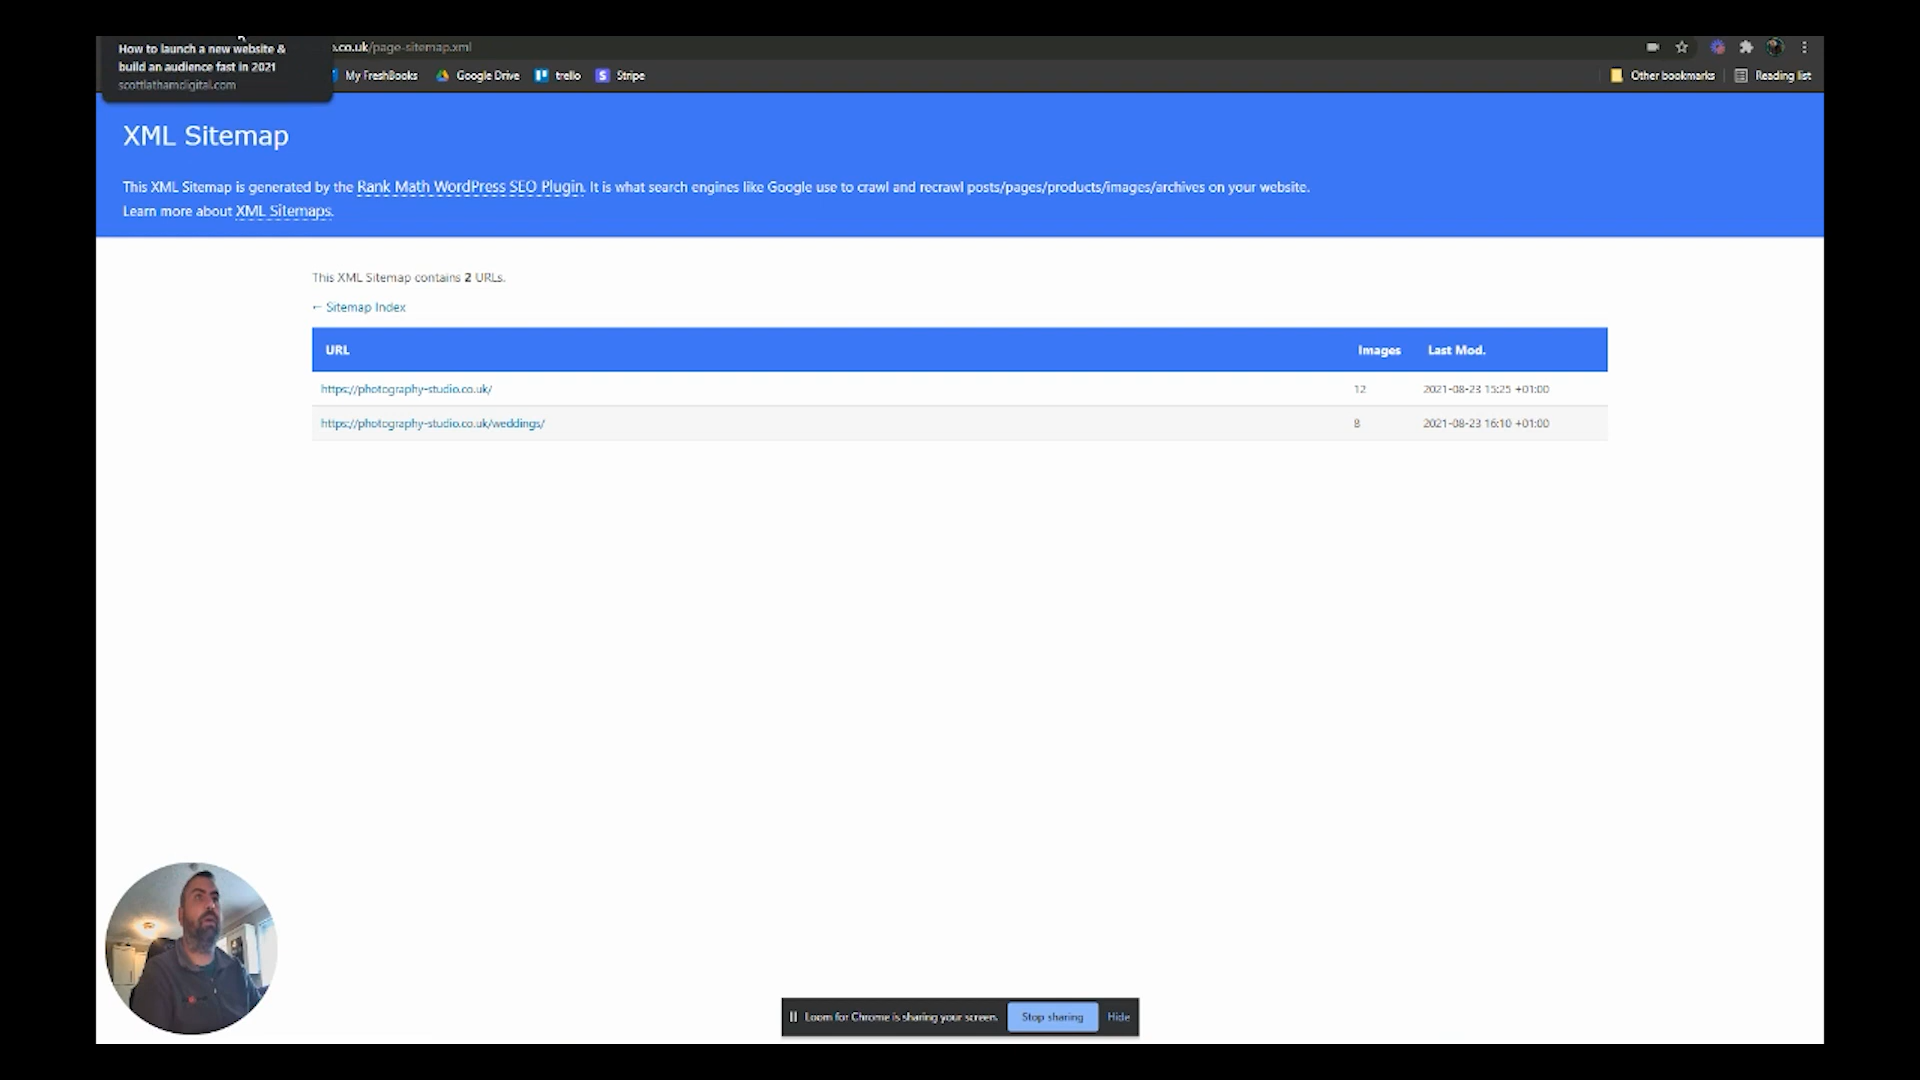 How to launch a new website &
build an audience fast in 2021
scottlathamdigital.com
.co.uk/page-sitemap.xml
My FreshBooks
Google Drive
trello
S
Stripe
Other bookmarks
Reading list
XML Sitemap
This XML Sitemap is generated by the Rank Math WordPress SEO Plugin. It is what search engines like Google use to crawl and recrawl posts/pages/products/images/archives on your website.
Learn more about XML Sitemaps.
This XML Sitemap contains 2 URLs.
← Sitemap Index
URL Images Last Mod.
https://photography-studio.co.uk/ 12 2021-08-23 15:25 +01:00
https://photography-studio.co.uk/weddings/ 8 2021-08-23 16:10 +01:00
Loom for Chrome is sharing your screen.
Stop sharing
Hide